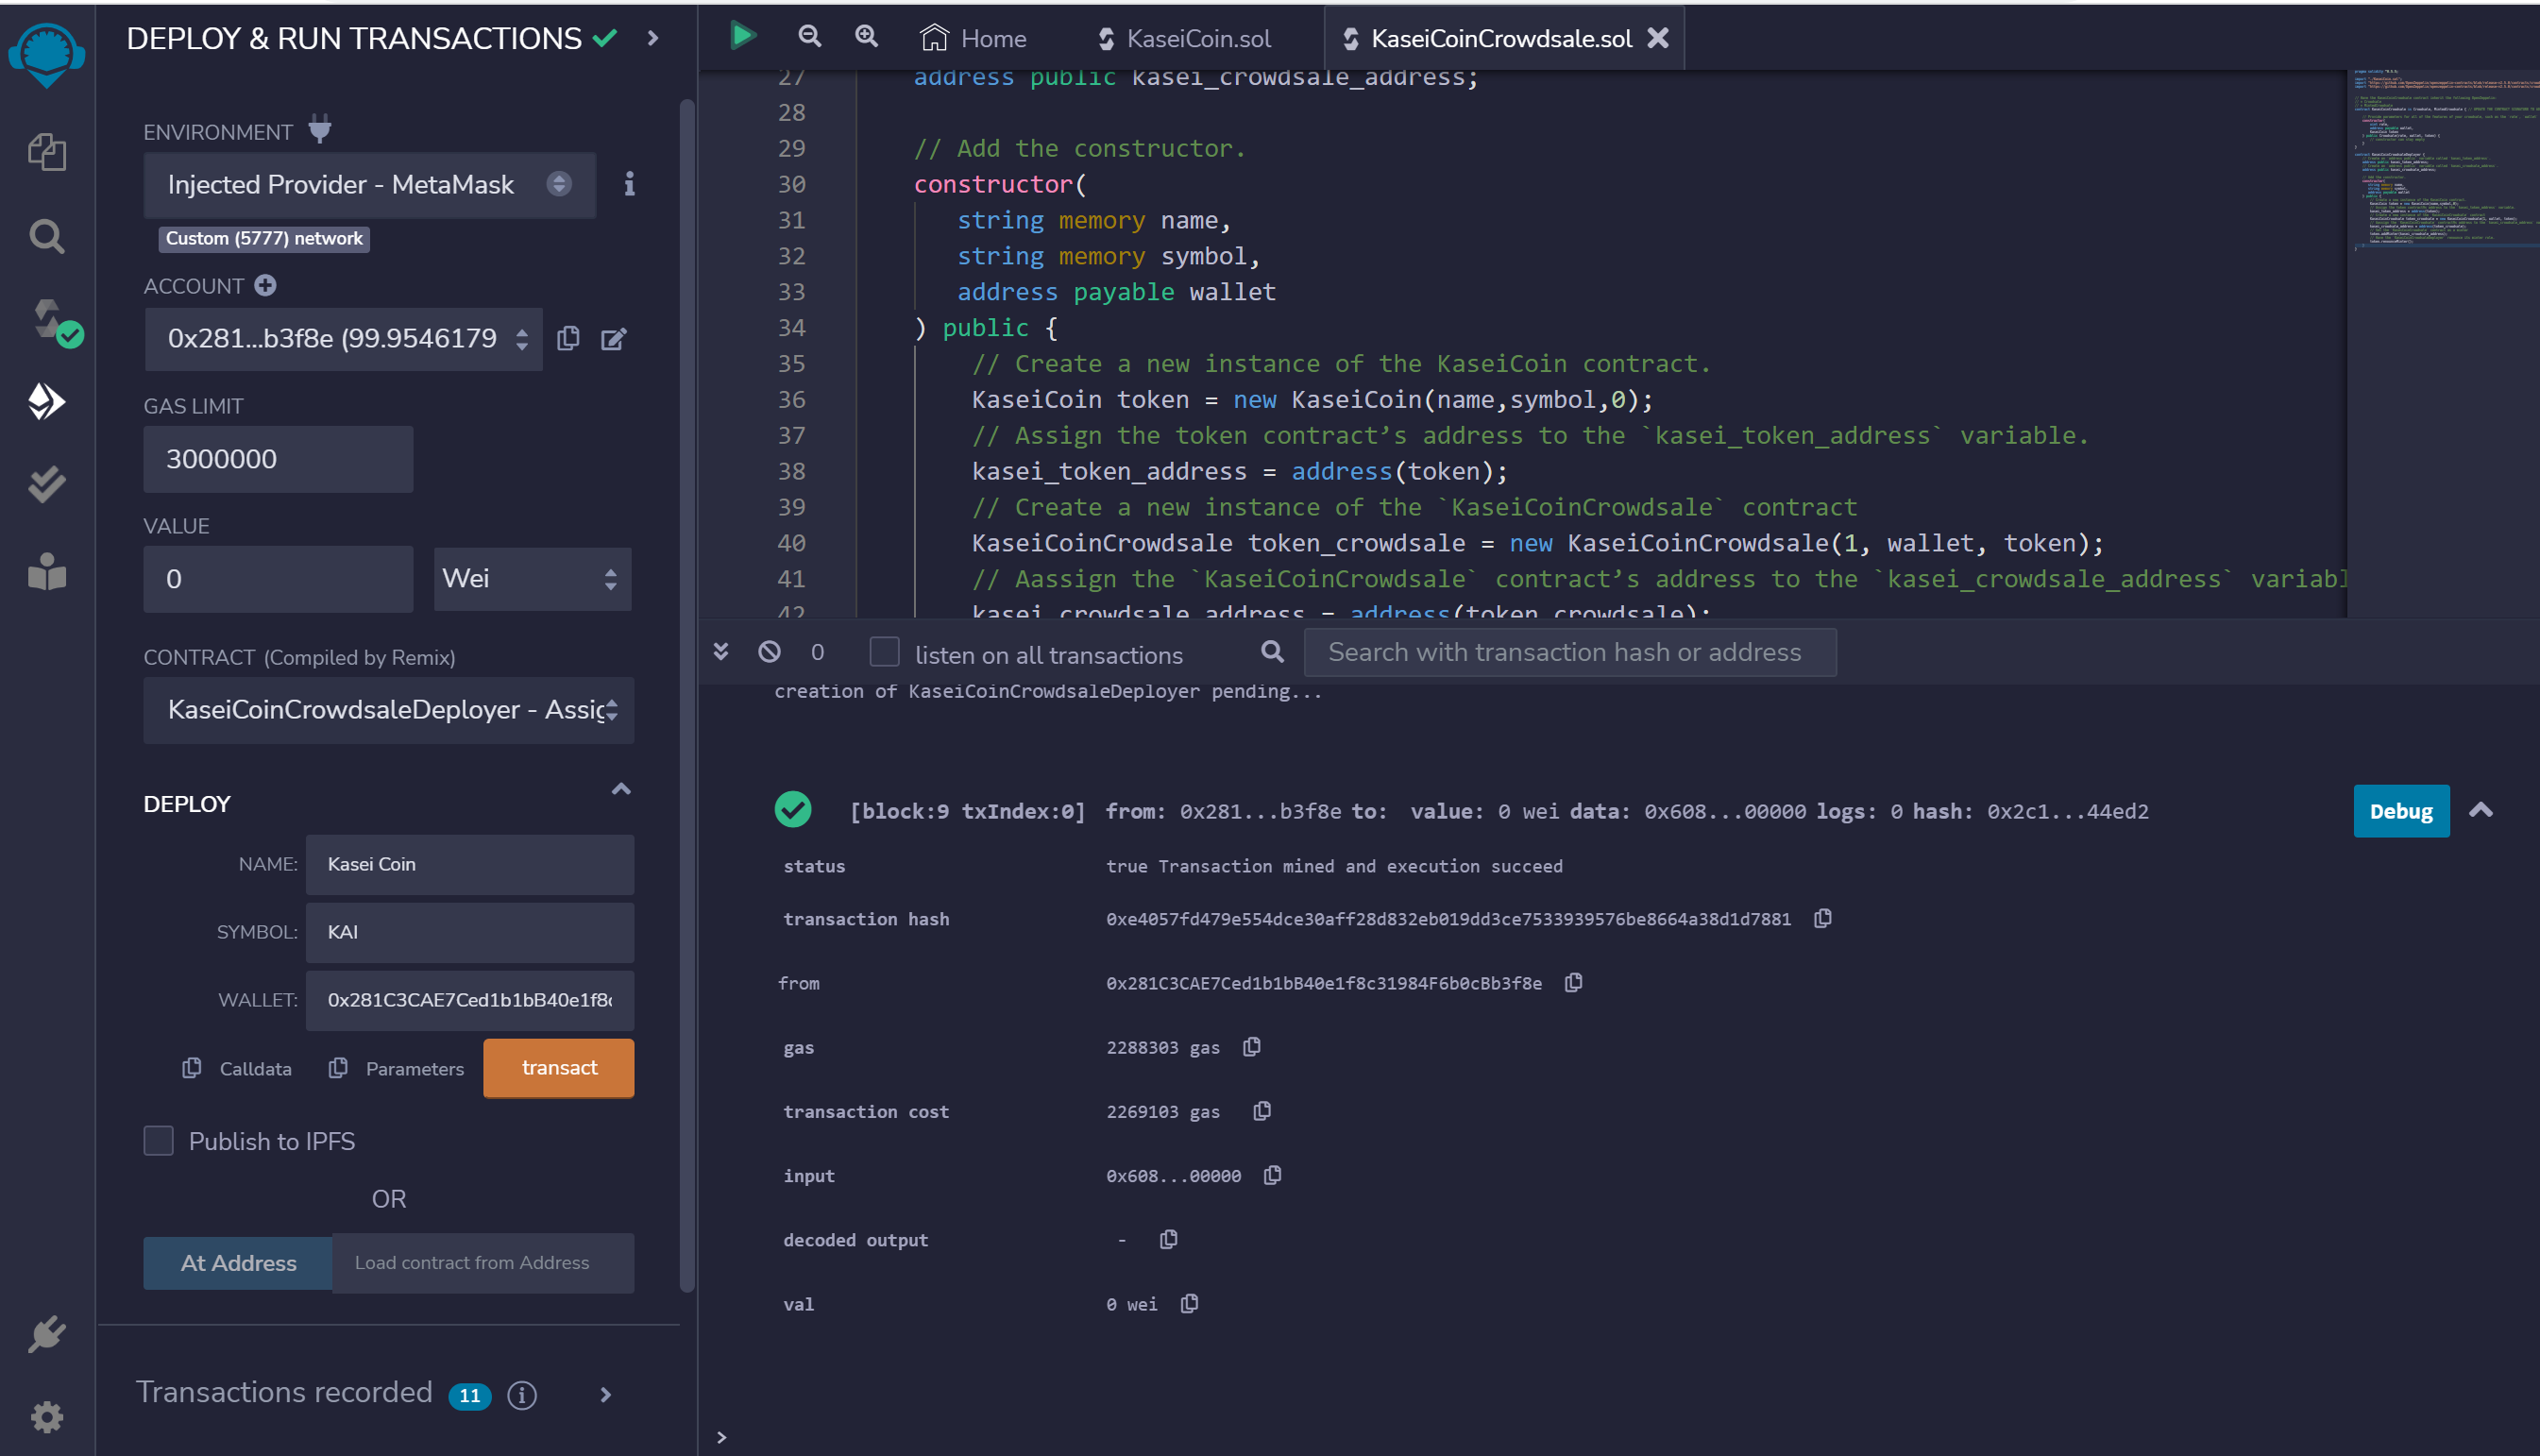 DEPLOY & RUN TRANSACTIONS
ENVIRONMENT
Injected Provider - MetaMask
Custom (5777) network
ACCOUNT
0x281...b3f8e (99.9546179
GAS LIMIT
3000000
VALUE
0
Wei
CONTRACT (Compiled by Remix)
KaseiCoinCrowdsaleDeployer - Assig
DEPLOY
NAME: Kasei Coin
SYMBOL: KAI
WALLET: 0x281C3CAE7Ced1b1bB40e1f8c
Calldata Parameters transact
Publish to IPFS
OR
At Address Load contract from Address
Transactions recorded 11
Home KaseiCoin.sol KaseiCoinCrowdsale.sol
27 address public kasei_crowdsale_address;
28
29 // Add the constructor.
30 constructor(
31 string memory name,
32 string memory symbol,
33 address payable wallet
34 ) public {
35 // Create a new instance of the KaseiCoin contract.
36 KaseiCoin token = new KaseiCoin(name,symbol,0);
37 // Assign the token contract’s address to the `kasei_token_address` variable.
38 kasei_token_address = address(token);
39 // Create a new instance of the `KaseiCoinCrowdsale` contract
40 KaseiCoinCrowdsale token_crowdsale = new KaseiCoinCrowdsale(1, wallet, token);
41 // Aassign the `KaseiCoinCrowdsale` contract’s address to the `kasei_crowdsale_address` variabl
42 kasei_crowdsale_address = address(token_crowdsale);
0 listen on all transactions Search with transaction hash or address
creation of KaseiCoinCrowdsaleDeployer pending...
[block:9 txIndex:0] from: 0x281...b3f8e to: value: 0 wei data: 0x608...00000 logs: 0 hash: 0x2c1...44ed2
Debug
status true Transaction mined and execution succeed
transaction hash 0xe4057fd479e554dce30aff28d832eb019dd3ce7533939576be8664a38d1d7881
from 0x281C3CAE7Ced1b1bB40e1f8c31984F6b0cBb3f8e
gas 2288303 gas
transaction cost 2269103 gas
input 0x608...00000
decoded output -
val 0 wei
>